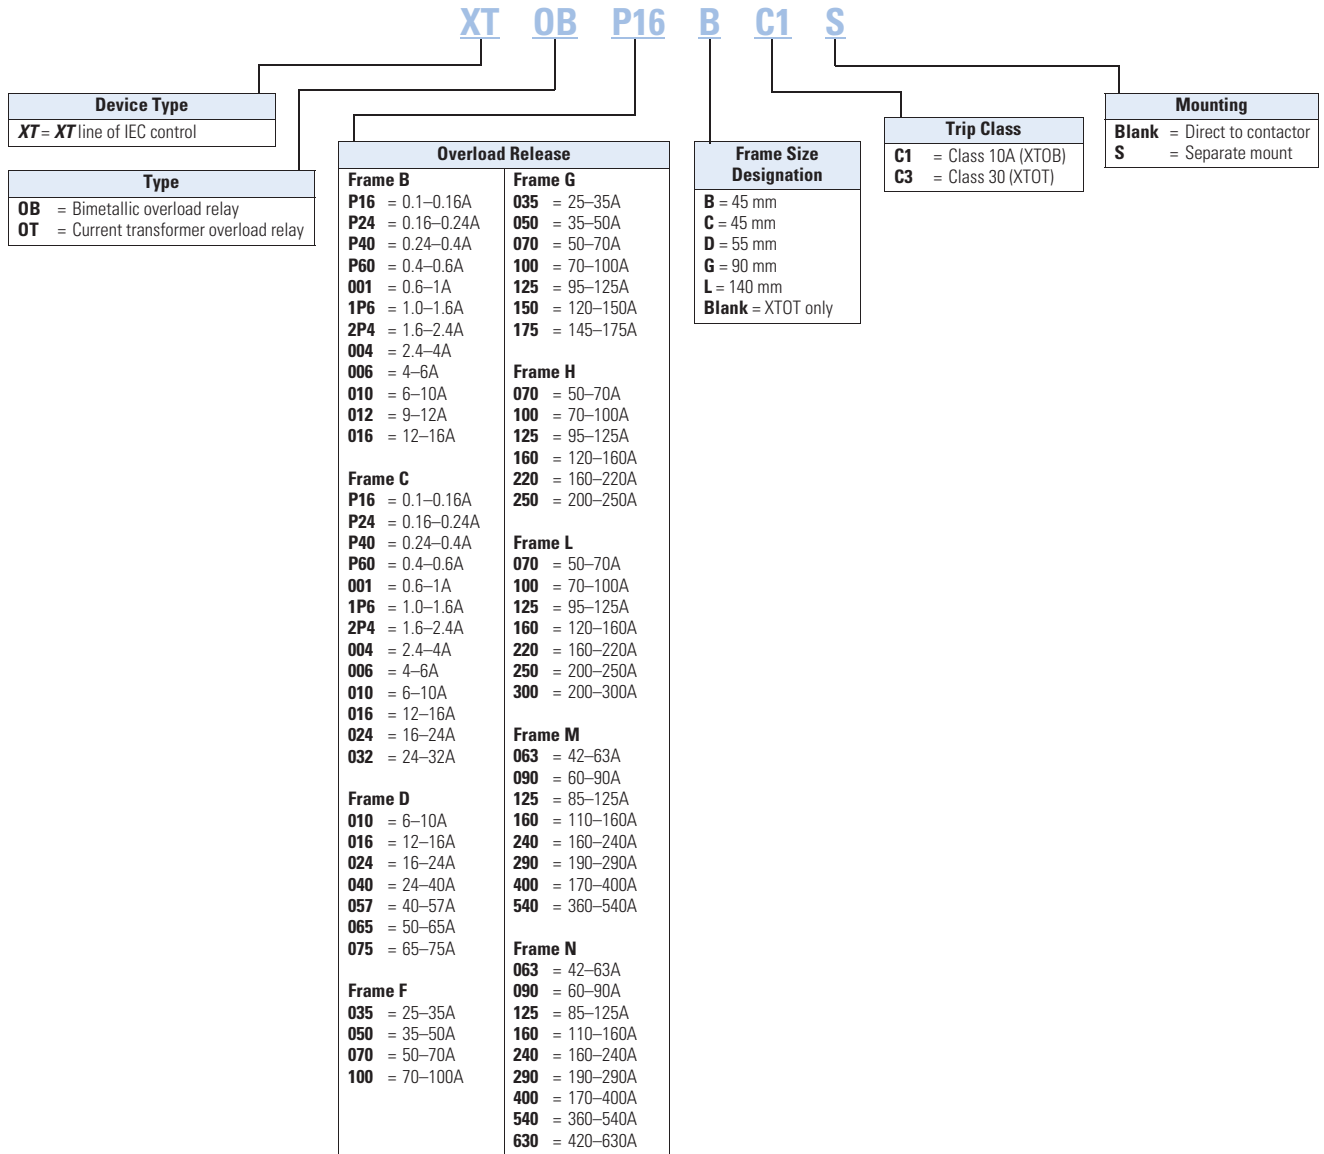 XT OB P16 B C1 S
Device Type
XT = XT line of IEC control
Type
OB = Bimetallic overload relay
OT = Current transformer overload relay
Overload Release
Frame B
P16 = 0.1–0.16A
P24 = 0.16–0.24A
P40 = 0.24–0.4A
P60 = 0.4–0.6A
001 = 0.6–1A
1P6 = 1.0–1.6A
2P4 = 1.6–2.4A
004 = 2.4–4A
006 = 4–6A
010 = 6–10A
012 = 9–12A
016 = 12–16A
Frame C
P16 = 0.1–0.16A
P24 = 0.16–0.24A
P40 = 0.24–0.4A
P60 = 0.4–0.6A
001 = 0.6–1A
1P6 = 1.0–1.6A
2P4 = 1.6–2.4A
004 = 2.4–4A
006 = 4–6A
010 = 6–10A
016 = 12–16A
024 = 16–24A
032 = 24–32A
Frame D
010 = 6–10A
016 = 12–16A
024 = 16–24A
040 = 24–40A
057 = 40–57A
065 = 50–65A
075 = 65–75A
Frame F
035 = 25–35A
050 = 35–50A
070 = 50–70A
100 = 70–100A
Frame G
035 = 25–35A
050 = 35–50A
070 = 50–70A
100 = 70–100A
125 = 95–125A
150 = 120–150A
175 = 145–175A
Frame H
070 = 50–70A
100 = 70–100A
125 = 95–125A
160 = 120–160A
220 = 160–220A
250 = 200–250A
Frame L
070 = 50–70A
100 = 70–100A
125 = 95–125A
160 = 120–160A
220 = 160–220A
250 = 200–250A
300 = 200–300A
Frame M
063 = 42–63A
090 = 60–90A
125 = 85–125A
160 = 110–160A
240 = 160–240A
290 = 190–290A
400 = 170–400A
540 = 360–540A
Frame N
063 = 42–63A
090 = 60–90A
125 = 85–125A
160 = 110–160A
240 = 160–240A
290 = 190–290A
400 = 170–400A
540 = 360–540A
630 = 420–630A
Frame Size
Designation
B = 45 mm
C = 45 mm
D = 55 mm
G = 90 mm
L = 140 mm
Blank = XTOT only
Trip Class
C1 = Class 10A (XTOB)
C3 = Class 30 (XTOT)
Mounting
Blank = Direct to contactor
S = Separate mount